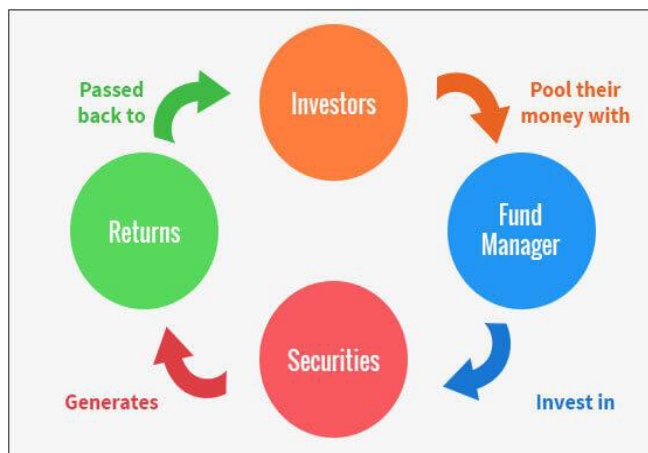 Investors
Pool their
money with
Fund
Manager
Invest in
Securities
Generates
Returns
Passed
back to